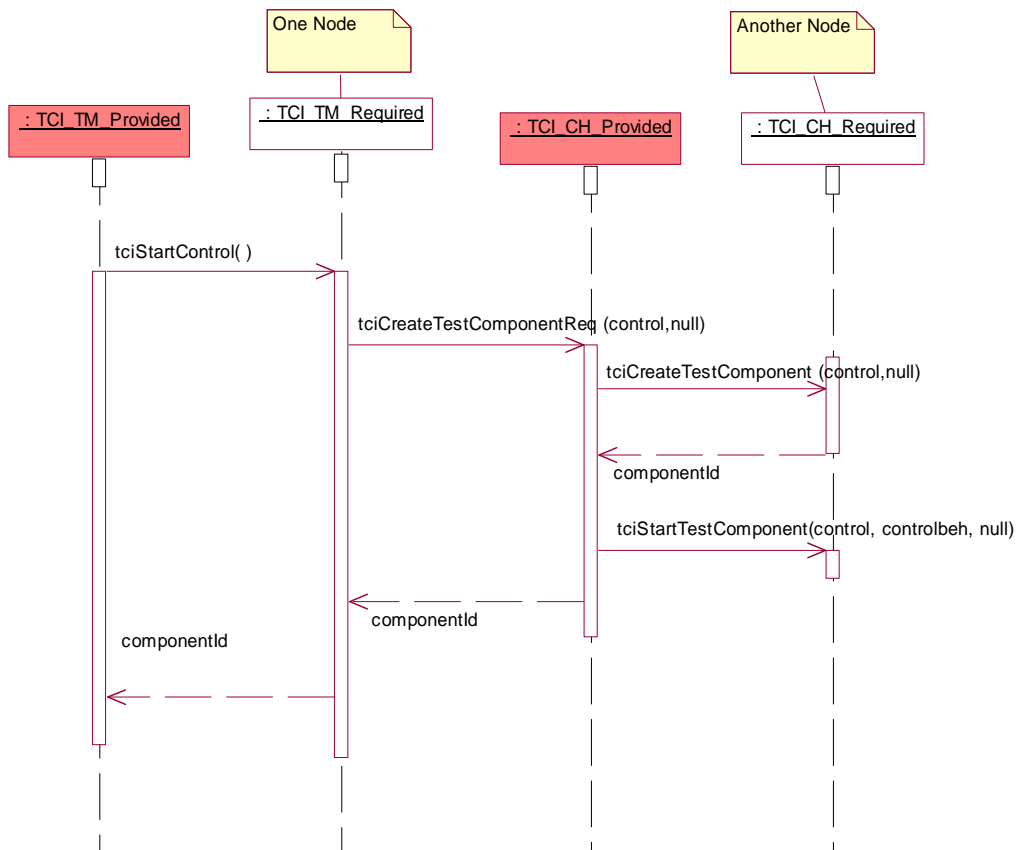 One Node
Another Node
: TCI_TM_Provided
: TCI_TM_Required
: TCI_CH_Provided
: TCI_CH_Required
tciStartControl( )
tciCreateTestComponentReq (control,null)
tciCreateTestComponent (control,null)
componentId
tciStartTestComponent(control, controlbeh, null)
componentId
componentId